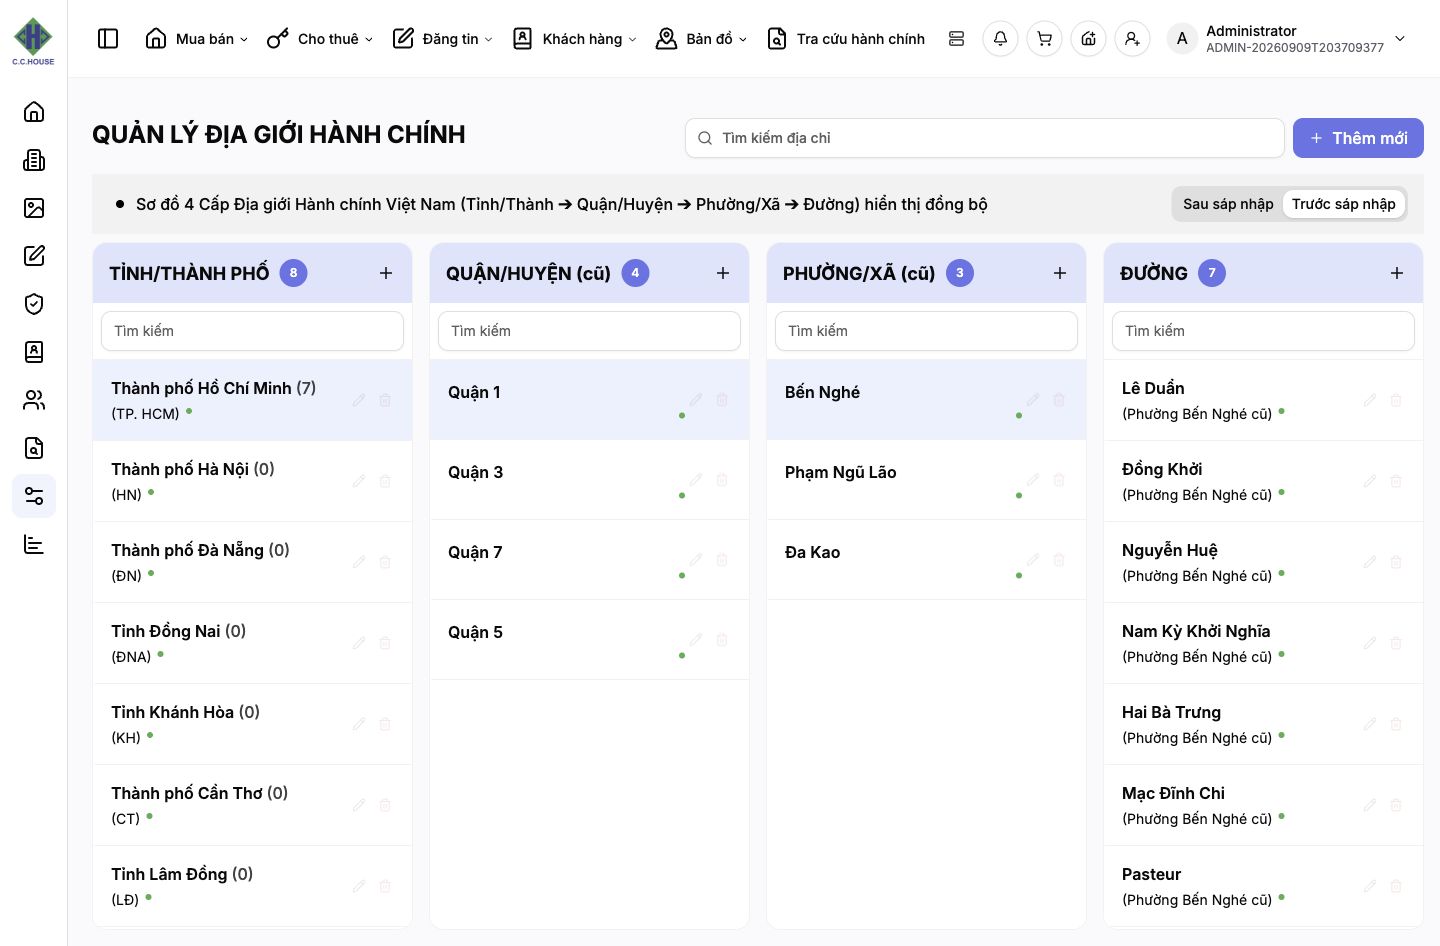 C.C.HOUSE
Mua bán
Cho thuê
Đăng tin
Khách hàng
Bản đồ
Tra cứu hành chính
A
Administrator
ADMIN-20260909T203709377
QUẢN LÝ ĐỊA GIỚI HÀNH CHÍNH
Tìm kiếm địa chỉ
Thêm mới
Sơ đồ 4 Cấp Địa giới Hành chính Việt Nam (Tỉnh/Thành ➔ Quận/Huyện ➔ Phường/Xã ➔ Đường) hiển thị đồng bộ
Sau sáp nhập
Trước sáp nhập
TỈNH/THÀNH PHỐ 8
Tìm kiếm
Thành phố Hồ Chí Minh (7)
(TP. HCM)
Thành phố Hà Nội (0)
(HN)
Thành phố Đà Nẵng (0)
(ĐN)
Tỉnh Đồng Nai (0)
(ĐNA)
Tỉnh Khánh Hòa (0)
(KH)
Thành phố Cần Thơ (0)
(CT)
Tỉnh Lâm Đồng (0)
(LĐ)
QUẬN/HUYỆN (cũ) 4
Tìm kiếm
Quận 1
Quận 3
Quận 7
Quận 5
PHƯỜNG/XÃ (cũ) 3
Tìm kiếm
Bến Nghé
Phạm Ngũ Lão
Đa Kao
ĐƯỜNG 7
Tìm kiếm
Lê Duẩn
(Phường Bến Nghé cũ)
Đồng Khởi
(Phường Bến Nghé cũ)
Nguyễn Huệ
(Phường Bến Nghé cũ)
Nam Kỳ Khởi Nghĩa
(Phường Bến Nghé cũ)
Hai Bà Trưng
(Phường Bến Nghé cũ)
Mạc Đĩnh Chi
(Phường Bến Nghé cũ)
Pasteur
(Phường Bến Nghé cũ)